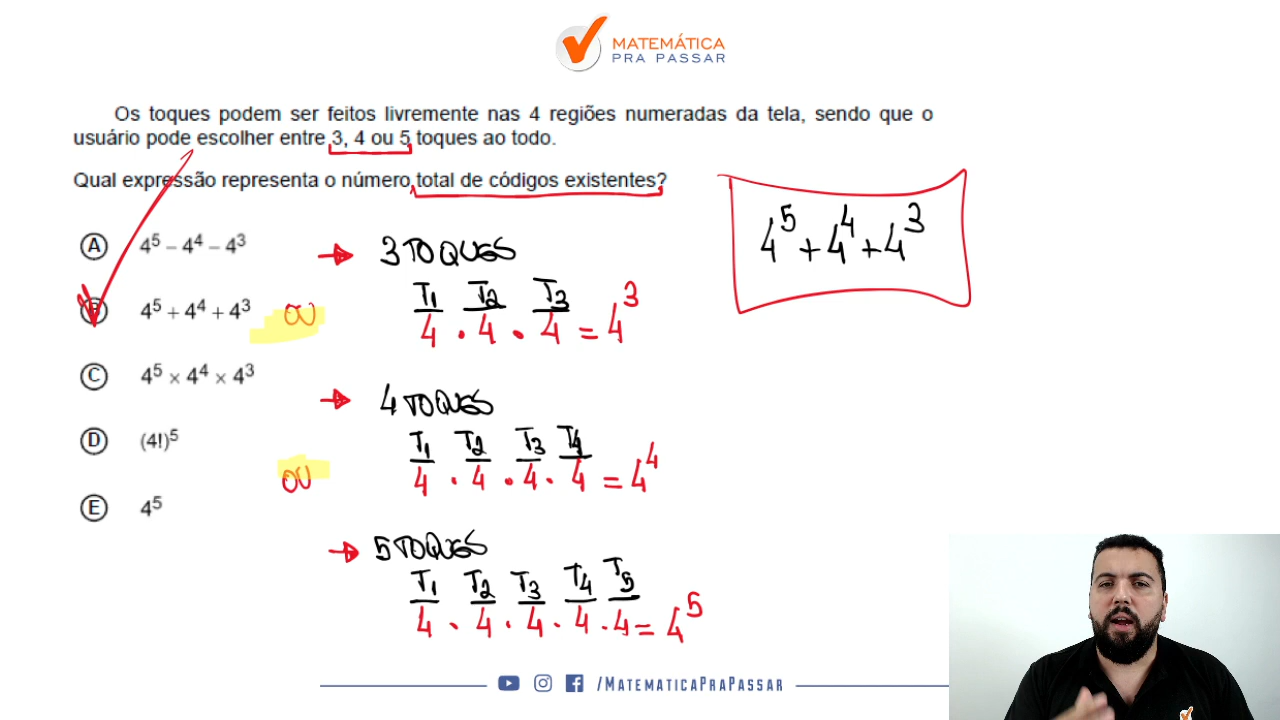 MATEMÁTICA
PRA PASSAR
Os toques podem ser feitos livremente nas 4 regiões numeradas da tela, sendo que o
usuário pode escolher entre 3, 4 ou 5 toques ao todo.
Qual expressão representa o número total de códigos existentes?
A 4⁵ − 4⁴ − 4³
B 4⁵ + 4⁴ + 4³
C 4⁵ × 4⁴ × 4³
D (4!)⁵
E 4⁵
3 TOQUES
T1 T2 T3
4 . 4 . 4 = 4³
OU
4 TOQUES
T1 T2 T3 T4
4 . 4 . 4 . 4 = 4⁴
OU
5 TOQUES
T1 T2 T3 T4 T5
4 . 4 . 4 . 4 . 4 = 4⁵
4⁵ + 4⁴ + 4³
/MATEMATICAPRAPASSAR